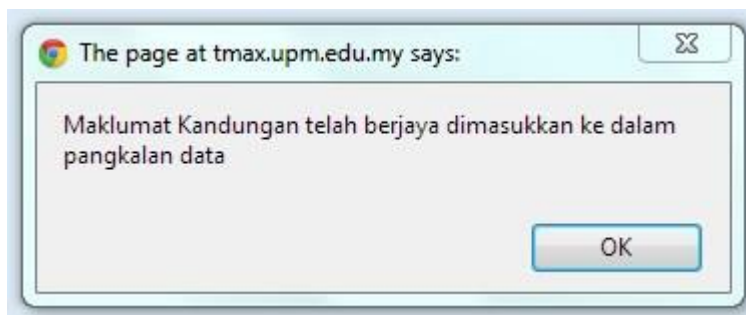 The page at tmax.upm.edu.my says:
Maklumat Kandungan telah berjaya dimasukkan ke dalam
pangkalan data
OK